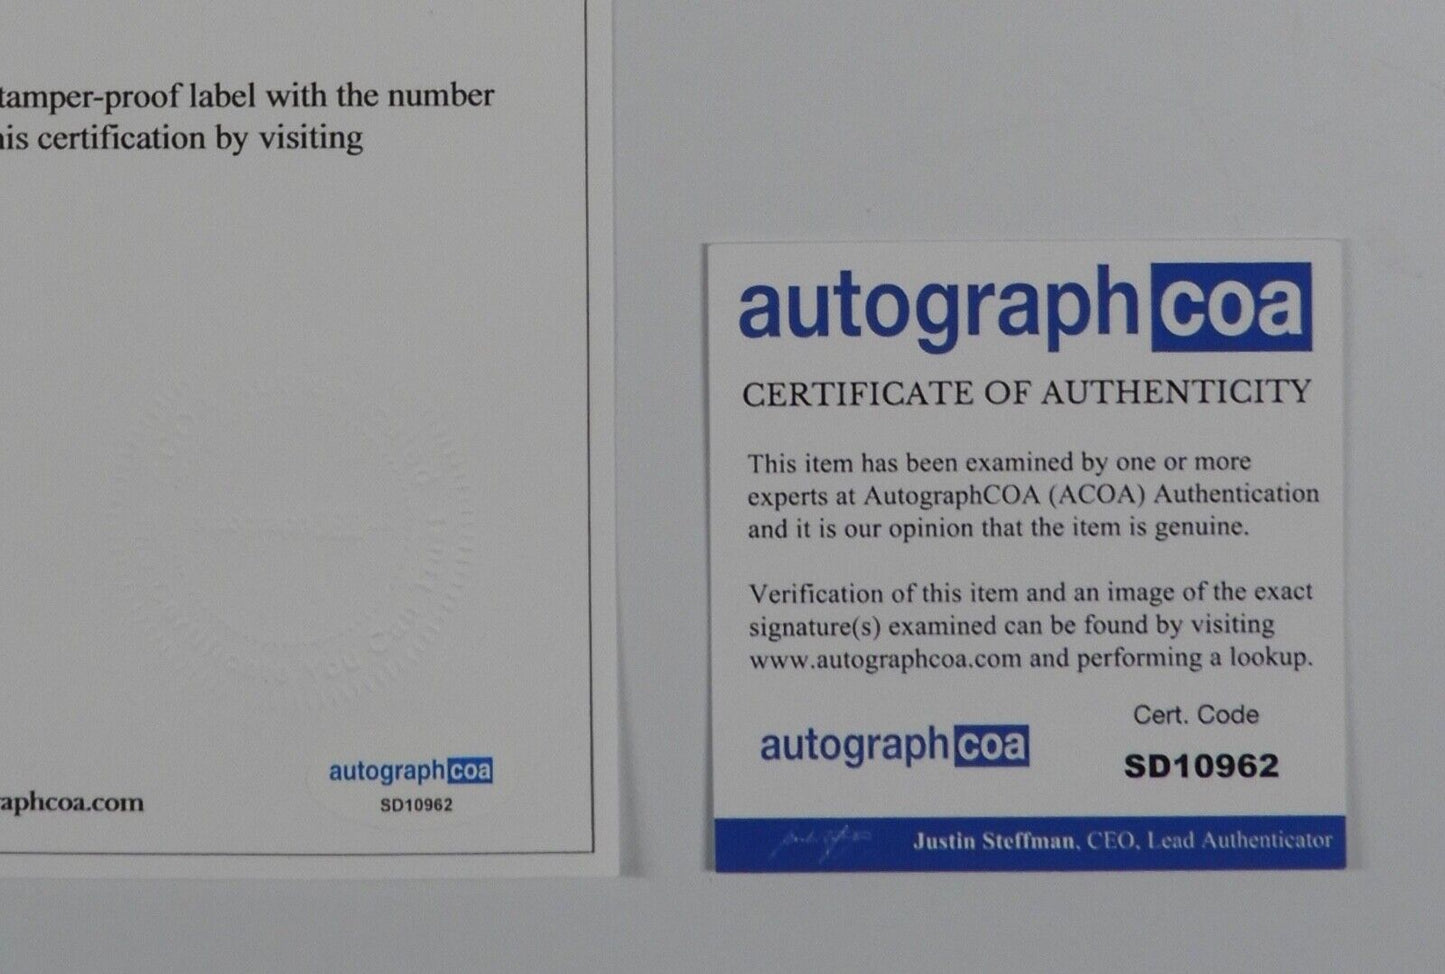 tamper-proof label with the number
his certification by visiting
autographcoa
SD10962
aphcoa.com
autographcoa
CERTIFICATE OF AUTHENTICITY
This item has been examined by one or more
experts at AutographCOA (ACOA) Authentication
and it is our opinion that the item is genuine.
Verification of this item and an image of the exact
signature(s) examined can be found by visiting
www.autographcoa.com and performing a lookup.
autographcoa
Cert. Code
SD10962
Justin Steffman, CEO, Lead Authenticator